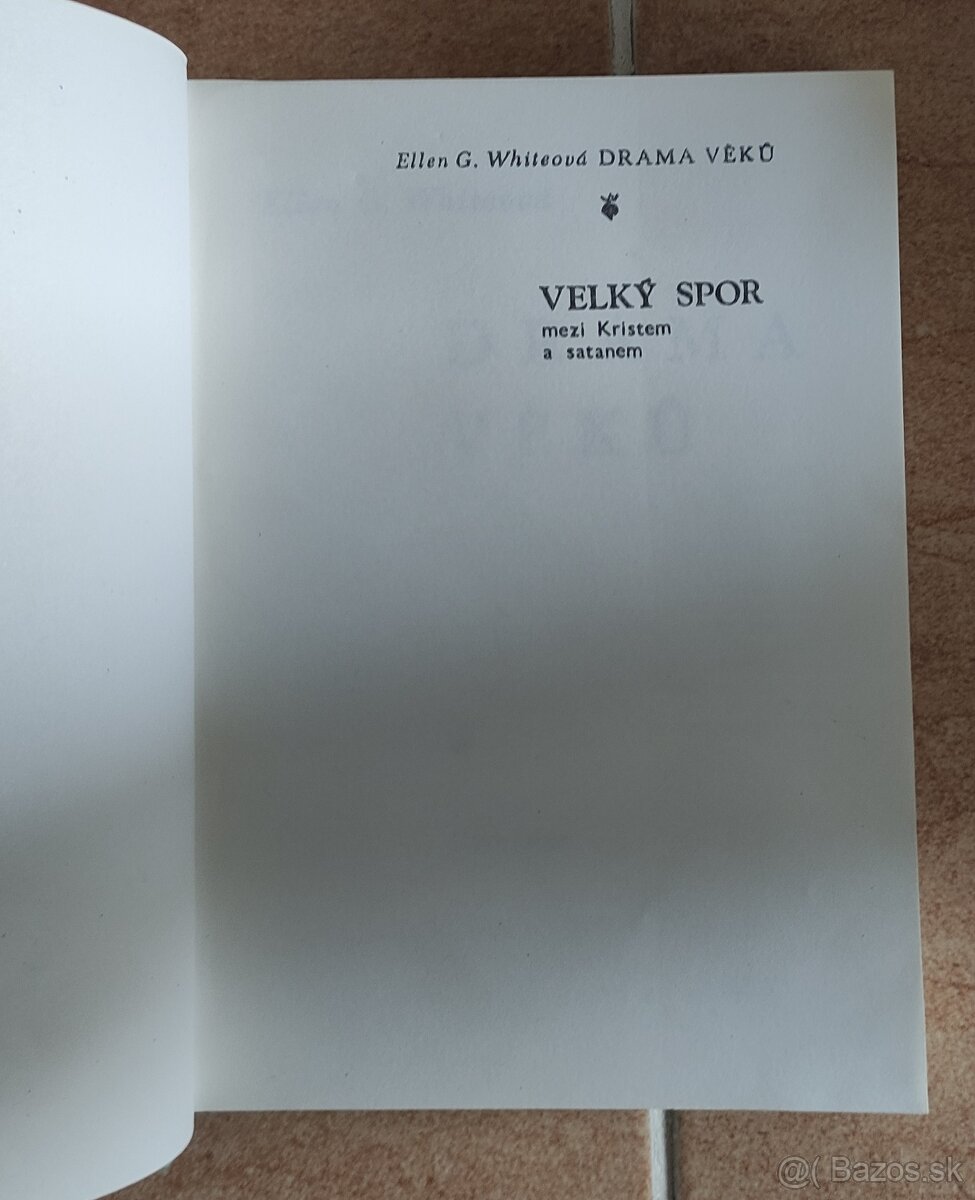 Ellen G. Whiteová DRAMA VĚKŮ
VELKÝ SPOR
mezi Kristem
a satanem
@( Bazos.sk